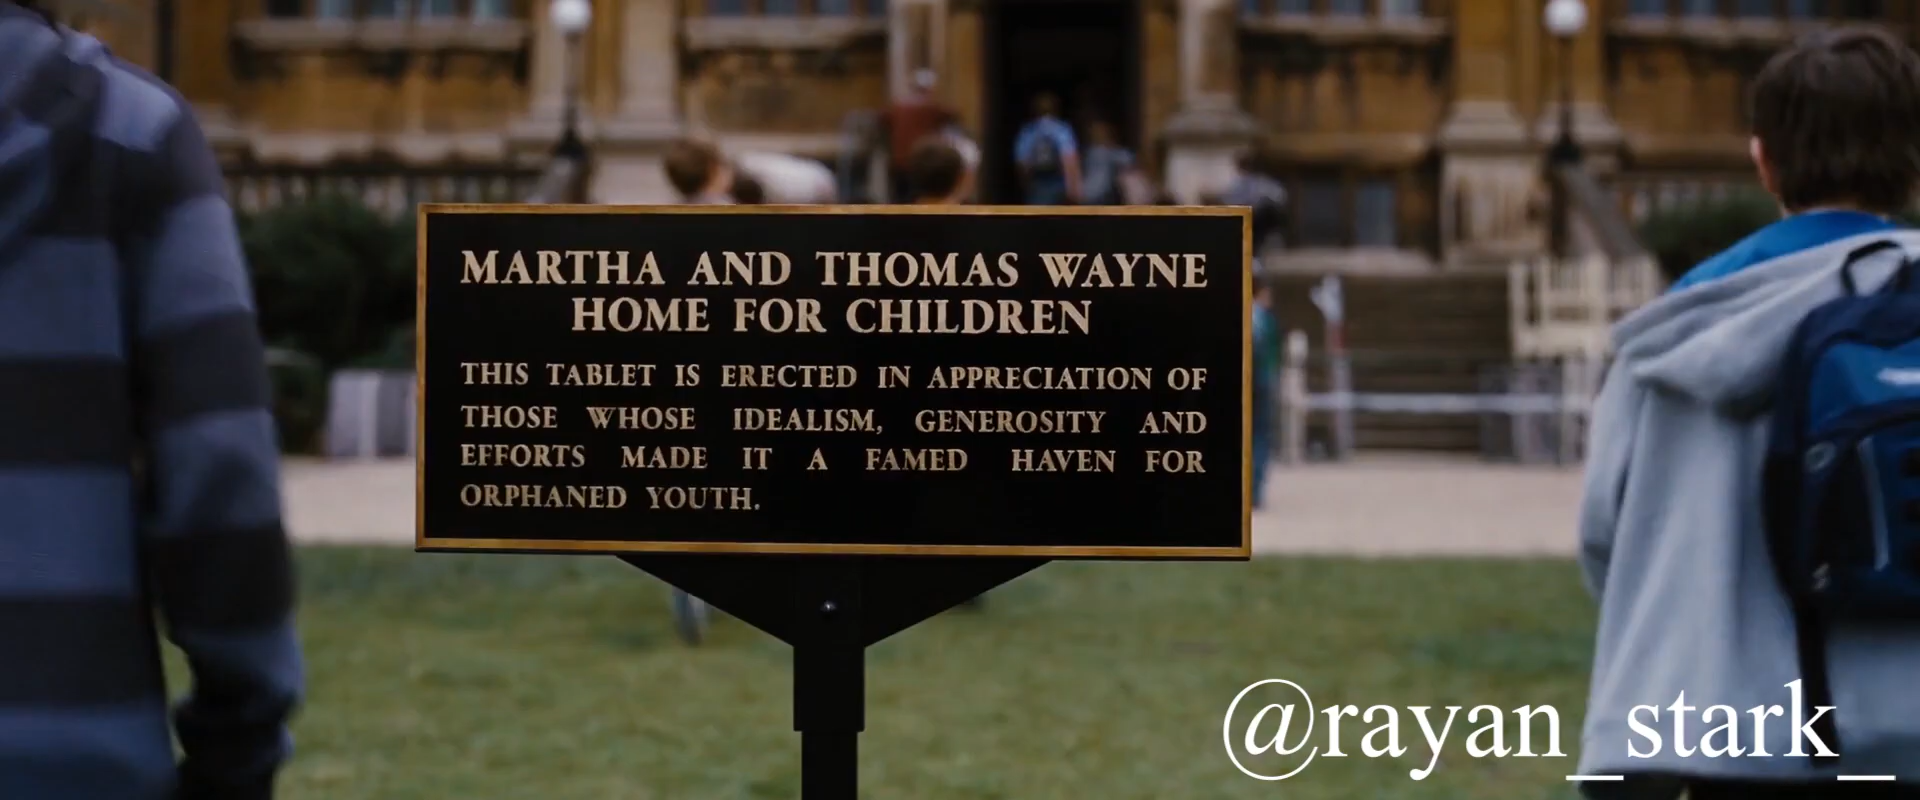 MARTHA AND THOMAS WAYNE
HOME FOR CHILDREN
THIS TABLET IS ERECTED IN APPRECIATION OF
THOSE WHOSE IDEALISM, GENEROSITY AND
EFFORTS MADE IT A FAMED HAVEN FOR
ORPHANED YOUTH.
@rayan_stark_